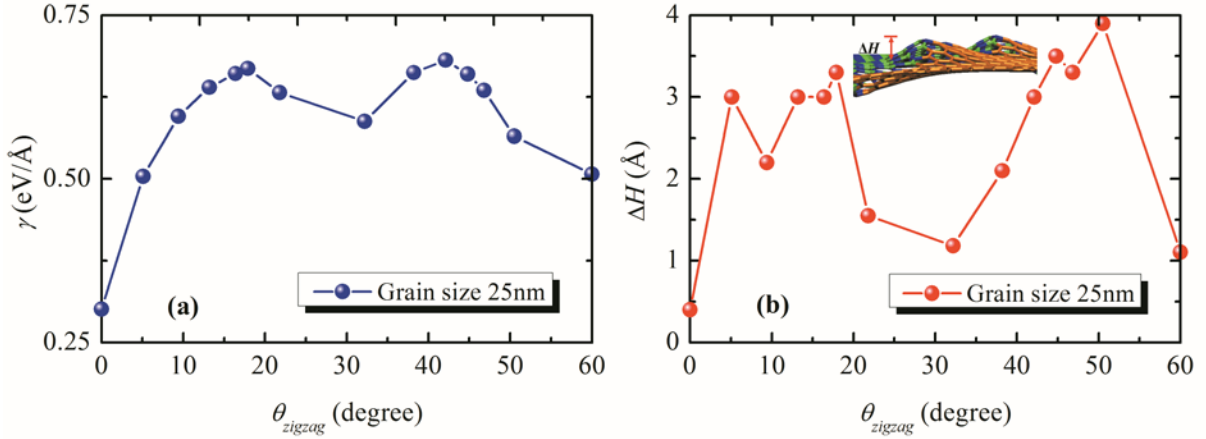 0.75
0.50
0.25
γ (eV/Å)
(a)
Grain size 25nm
0 10 20 30 40 50 60
θzigzag (degree)
4
3
2
1
0
ΔH (Å)
ΔH
(b)
Grain size 25nm
0 10 20 30 40 50 60
θzigzag (degree)